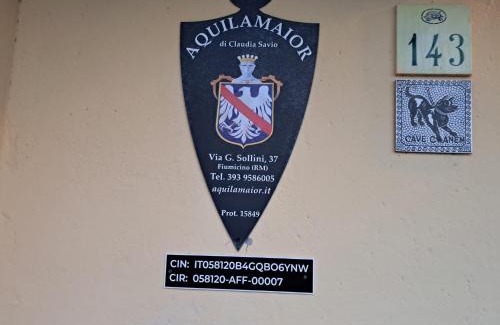 AQUILAMAIOR
di Claudia Savio
Via G. Sollini, 37
Fiumicino (RM)
Tel. 393 9586005
aquilamaior.it
Prot. 15849
CIN: IT058120B4GQBO6YNW
CIR: 058120-AFF-00007
143
CAVE CANEM